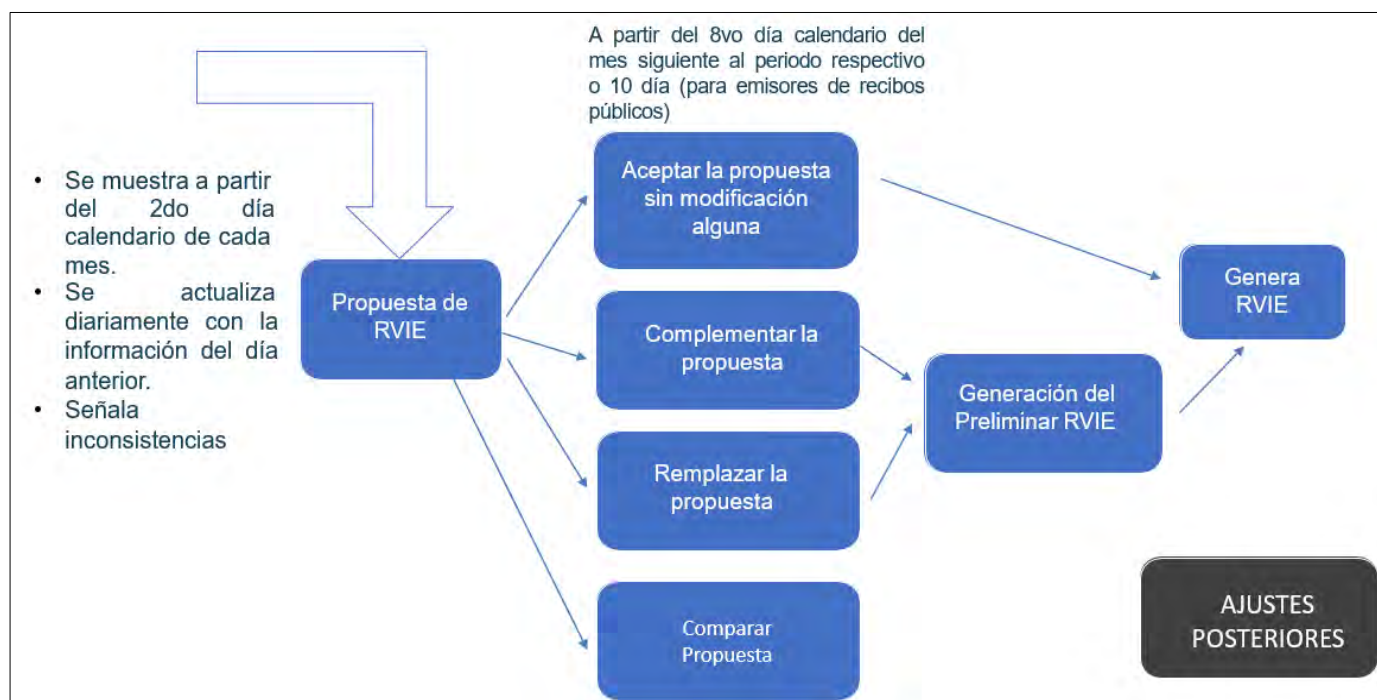 A partir del 8vo día calendario del
mes siguiente al periodo respectivo
o 10 día (para emisores de recibos
públicos)
• Se muestra a partir
del 2do día
calendario de cada
mes.
• Se actualiza
diariamente con la
información del día
anterior.
• Señala
inconsistencias
Propuesta de
RVIE
Aceptar la propuesta
sin modificación
alguna
Complementar la
propuesta
Remplazar la
propuesta
Comparar
Propuesta
Generación del
Preliminar RVIE
Genera
RVIE
AJUSTES
POSTERIORES